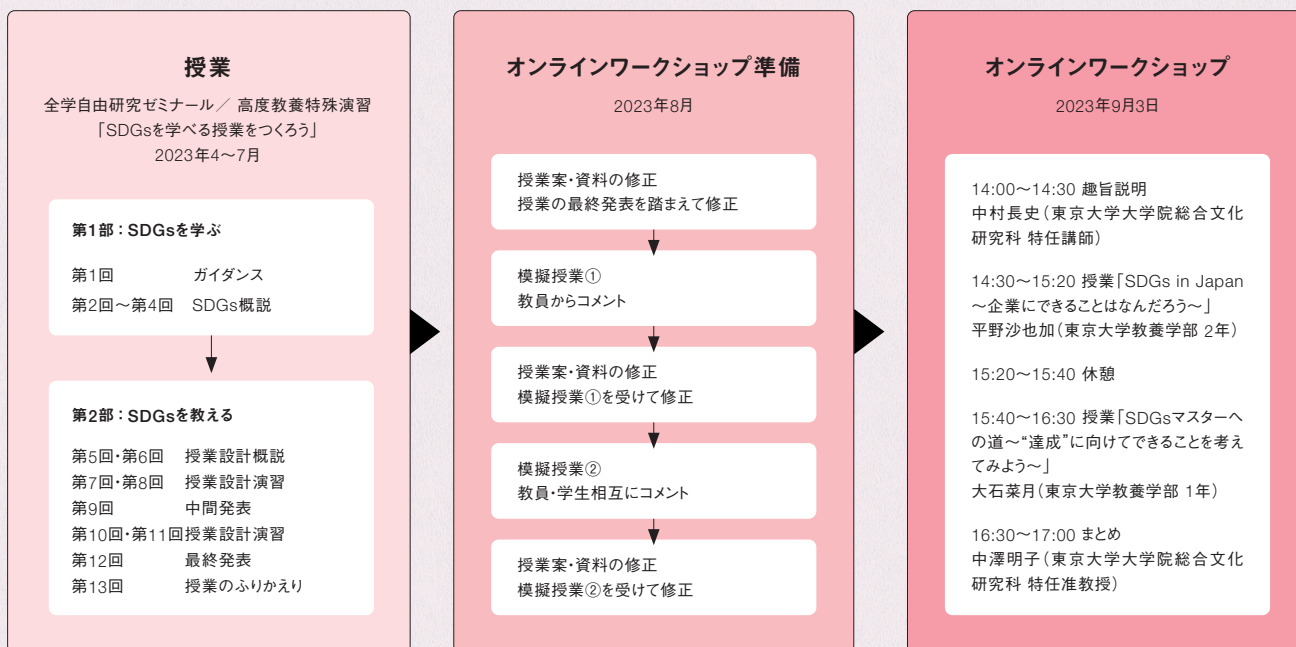 授業
全学自由研究ゼミナール／ 高度教養特殊演習
「SDGsを学べる授業をつくろう」
2023年4〜7月
第1部：SDGsを学ぶ
第1回 ガイダンス
第2回〜第4回 SDGs概説
第2部：SDGsを教える
第5回・第6回 授業設計概説
第7回・第8回 授業設計演習
第9回 中間発表
第10回・第11回 授業設計演習
第12回 最終発表
第13回 授業のふりかえり
オンラインワークショップ準備
2023年8月
授業案・資料の修正
授業の最終発表を踏まえて修正
模擬授業①
教員からコメント
授業案・資料の修正
模擬授業①を受けて修正
模擬授業②
教員・学生相互にコメント
授業案・資料の修正
模擬授業②を受けて修正
オンラインワークショップ
2023年9月3日
14:00〜14:30 趣旨説明
中村長史（東京大学大学院総合文化
研究科 特任講師）
14:30〜15:20 授業「SDGs in Japan
〜企業にできることはなんだろう〜」
平野沙也加（東京大学教養学部 2年）
15:20〜15:40 休憩
15:40〜16:30 授業「SDGsマスターへ
の道〜“達成”に向けてできることを考え
てみよう〜」
大石菜月（東京大学教養学部 1年）
16:30〜17:00 まとめ
中澤明子（東京大学大学院総合文化
研究科 特任准教授）